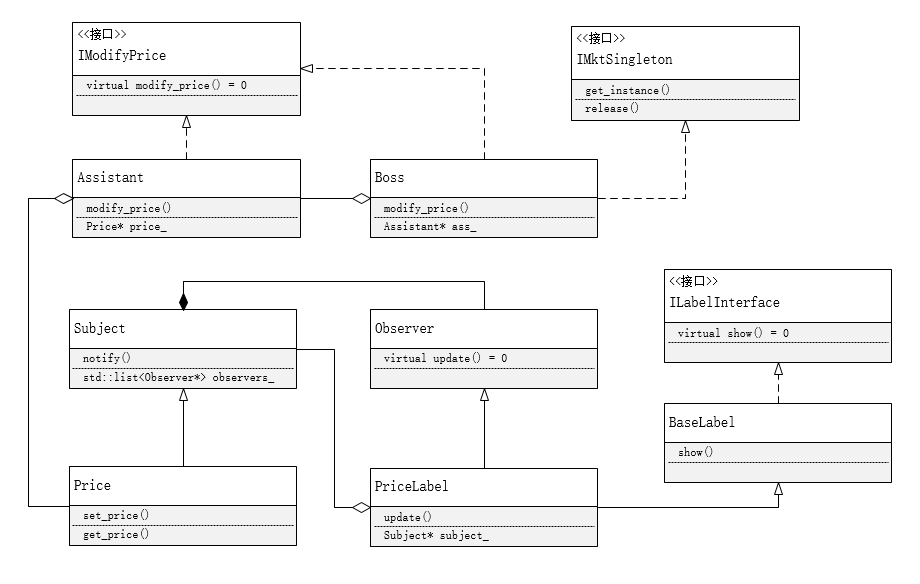 <<接口>>
IModifyPrice
virtual modify_price() = 0
<<接口>>
IMktSingleton
get_instance()
release()
Assistant
modify_price()
Price* price_
Boss
modify_price()
Assistant* ass_
Subject
notify()
std::list<Observer*> observers_
Observer
virtual update() = 0
<<接口>>
ILabelInterface
virtual show() = 0
BaseLabel
show()
Price
set_price()
get_price()
PriceLabel
update()
Subject* subject_